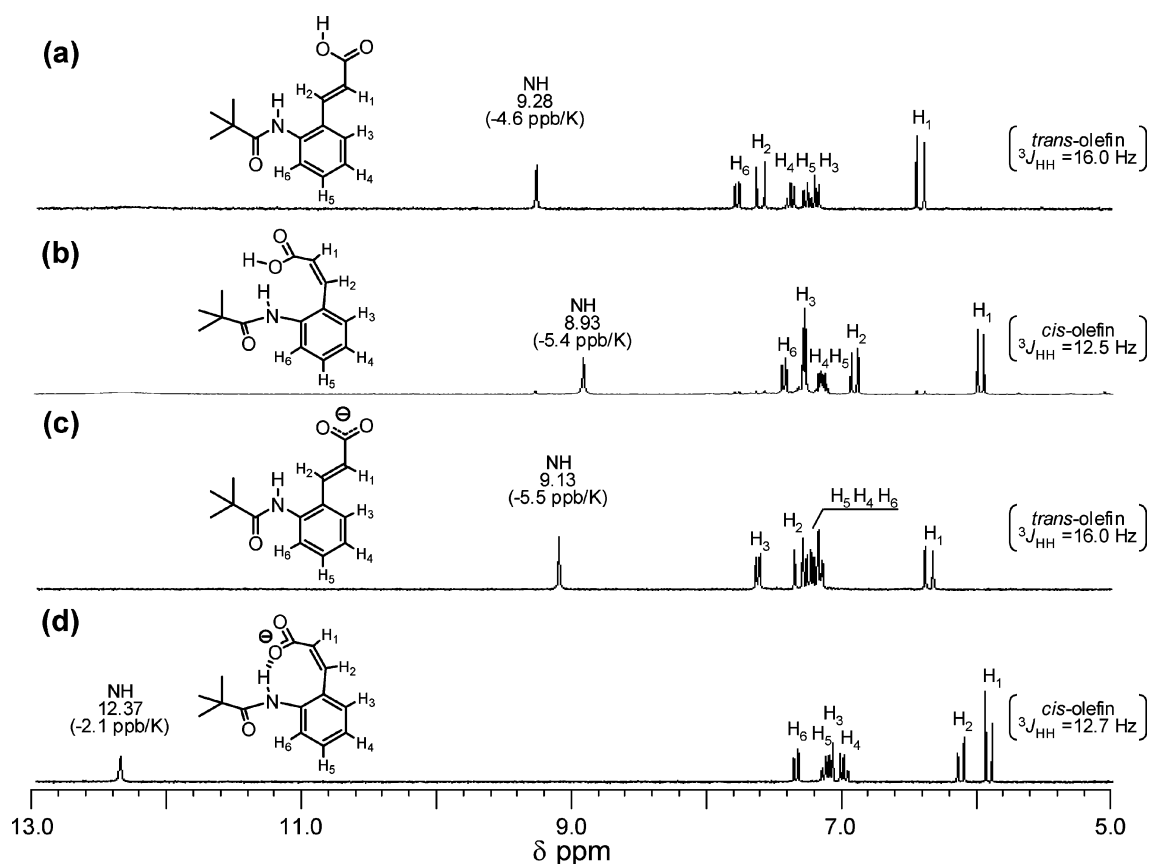 (a)
H
O
O
H₂
H₁
H
N
O
H₃
H₄
H₅
H₆
NH
9.28
(-4.6 ppb/K)
H₆
H₂
H₄ H₅ H₃
H₁
trans-olefin
³J_HH =16.0 Hz
(b)
O
H
O
H₁
H₂
H
N
O
H₃
H₄
H₅
H₆
NH
8.93
(-5.4 ppb/K)
H₆
H₃
H₄ H₅
H₂
H₁
cis-olefin
³J_HH =12.5 Hz
(c)
⊖
O
O
H₂
H₁
H
N
O
H₃
H₄
H₅
H₆
NH
9.13
(-5.5 ppb/K)
H₃
H₂
H₅ H₄ H₆
H₁
trans-olefin
³J_HH =16.0 Hz
(d)
⊖
O
O
H₁
H₂
H
N
O
H₃
H₄
H₅
H₆
NH
12.37
(-2.1 ppb/K)
H₆
H₅
H₃
H₄
H₂
H₁
cis-olefin
³J_HH =12.7 Hz
13.0
11.0
9.0
7.0
5.0
δ ppm